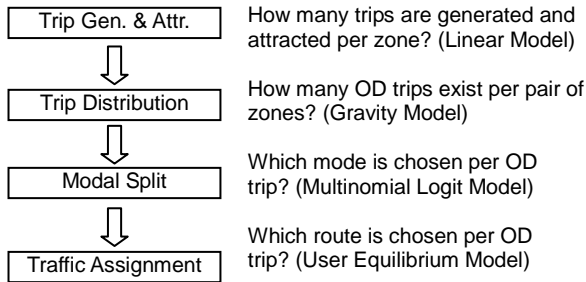 Trip Gen. & Attr.
How many trips are generated and
attracted per zone? (Linear Model)
Trip Distribution
How many OD trips exist per pair of
zones? (Gravity Model)
Modal Split
Which mode is chosen per OD
trip? (Multinomial Logit Model)
Traffic Assignment
Which route is chosen per OD
trip? (User Equilibrium Model)